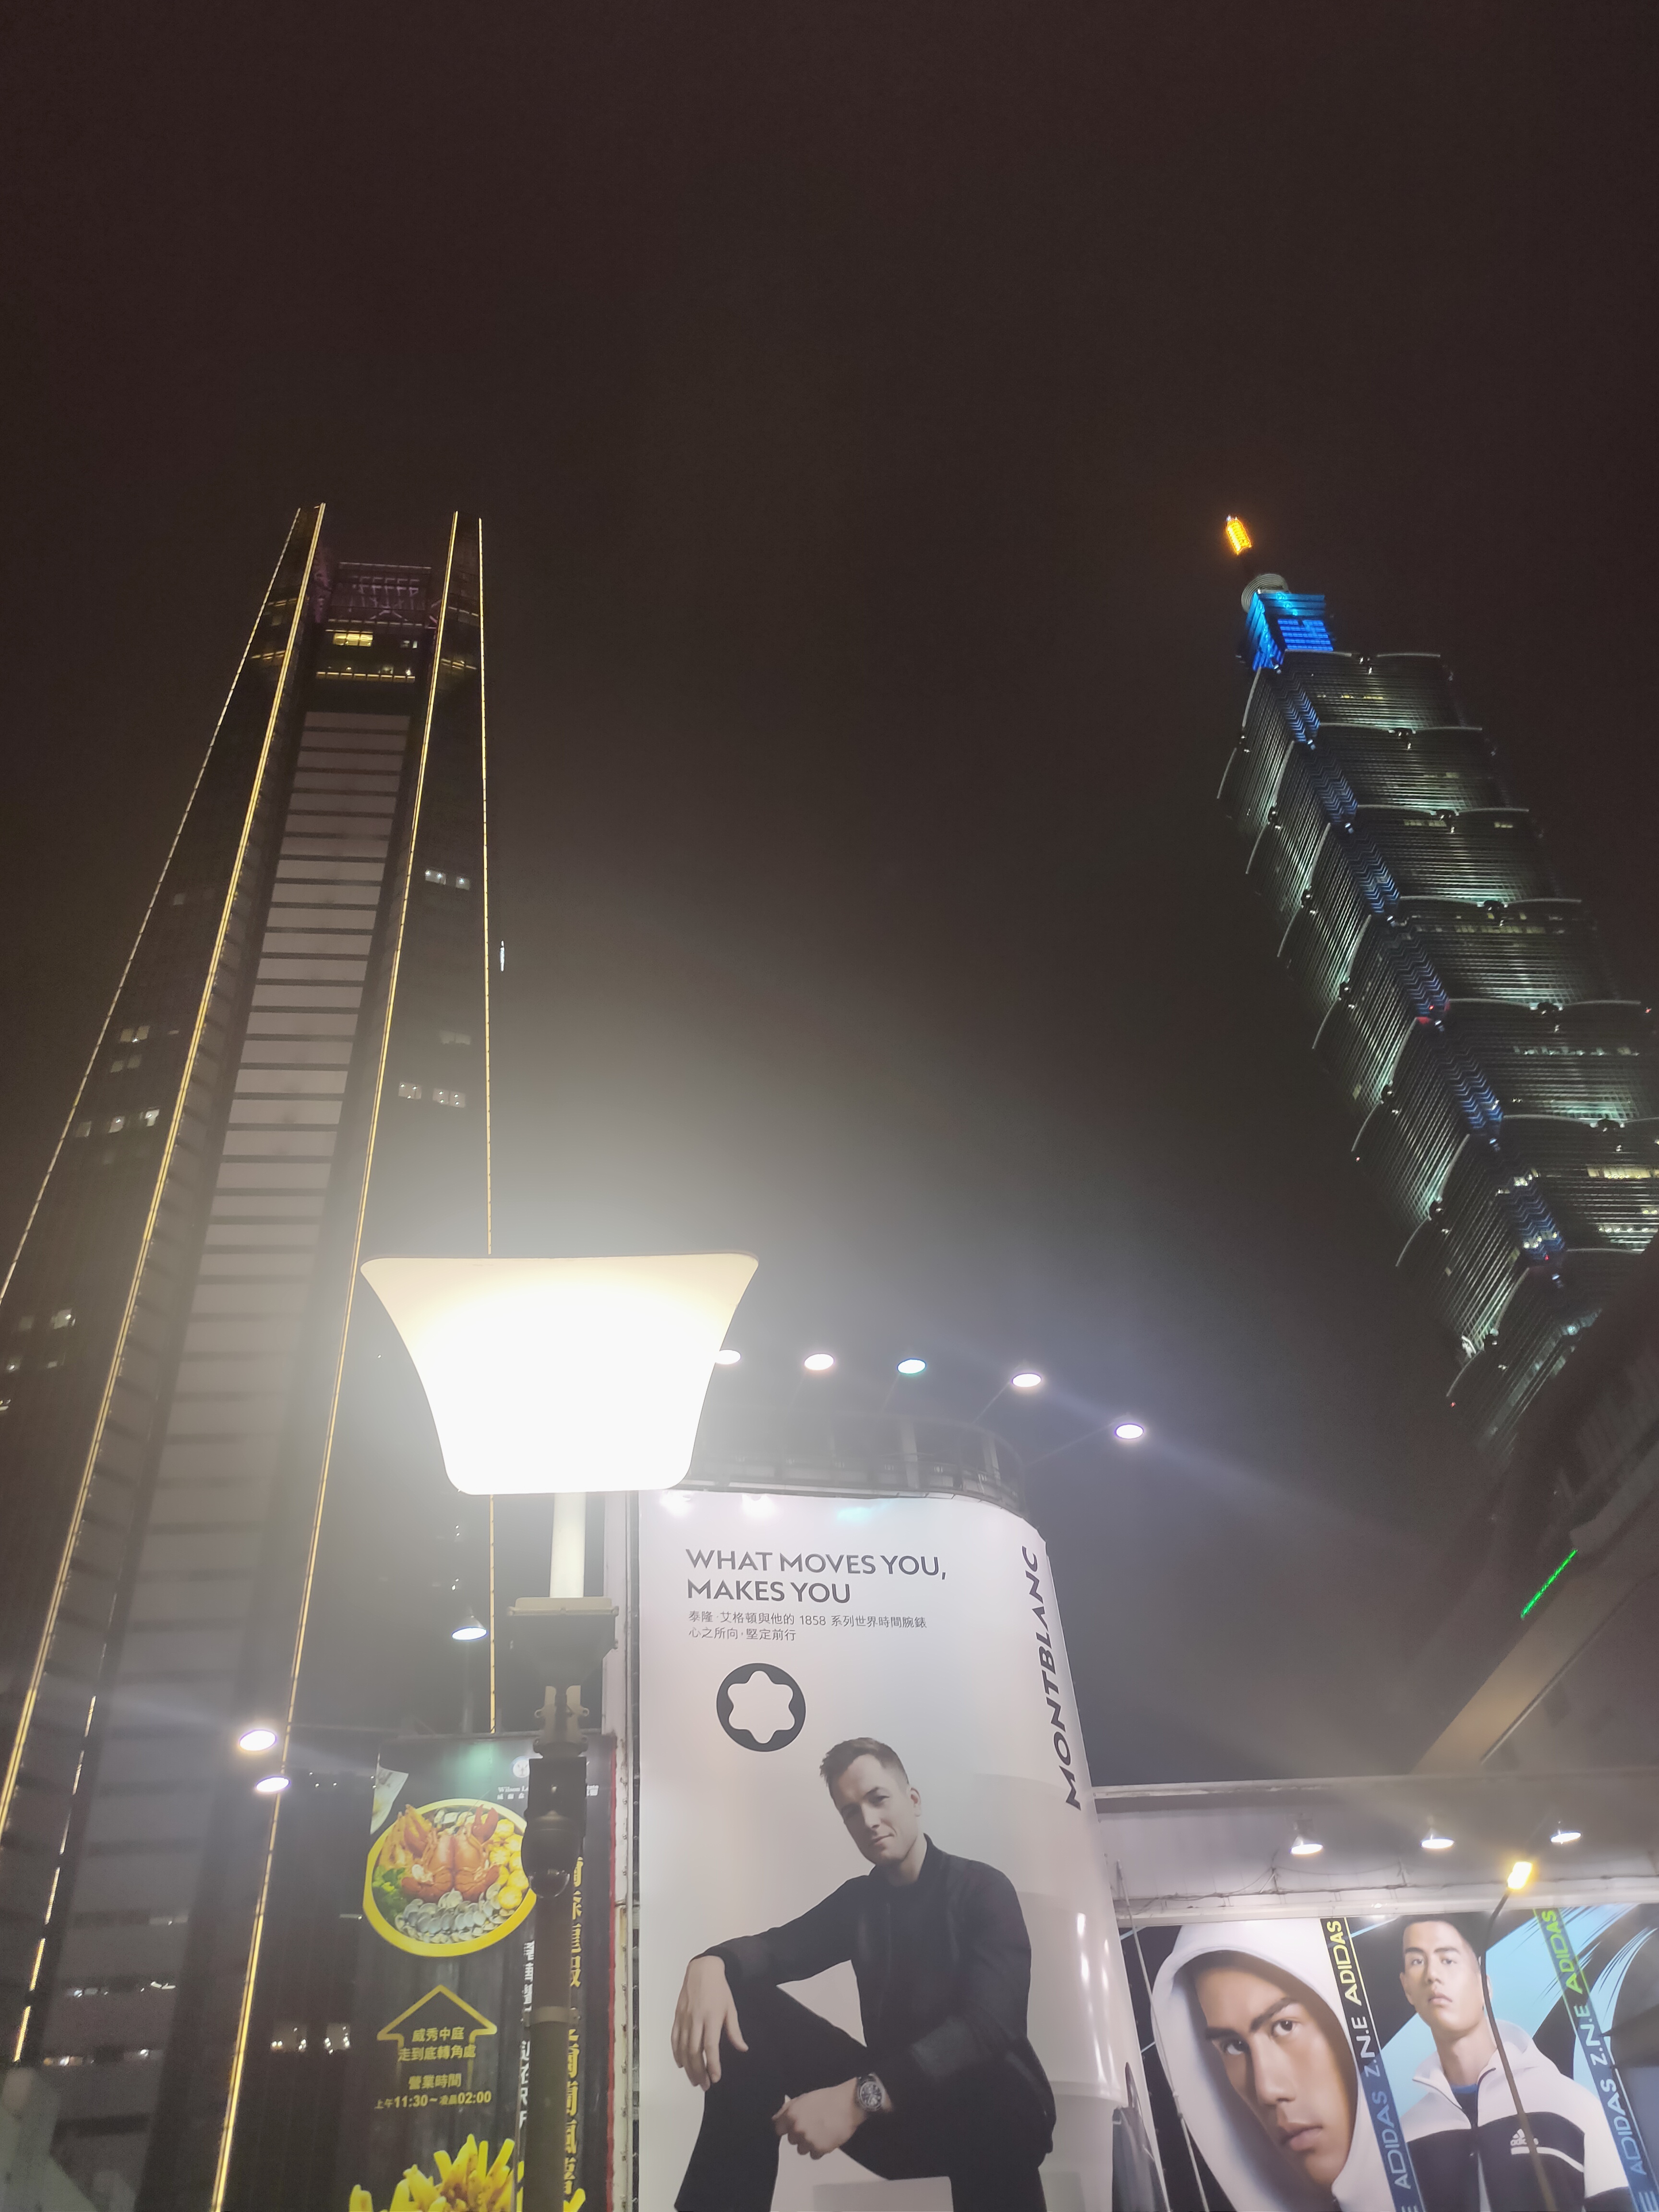 WHAT MOVES YOU,
MAKES YOU
泰隆·艾格頓與他的 1858 系列世界時間腕錶
心之所向·堅定前行
MONTBLANC
威秀中庭
走到底轉角處
營業時間
上午11:30~凌晨02:00
Z.N.E ADIDAS
ADIDAS
Z.N.E ADIDAS
ADIDAS